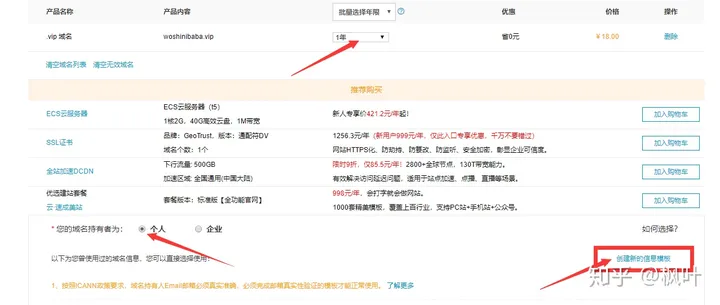 产品名称 产品内容 批量选择年限 优惠 价格 操作
.vip 域名 woshinibaba.vip 1年 省0元 ¥18.00 删除
清空域名列表 清空无效域名
推荐购买
ECS云服务器 ECS云服务器（t5） 新人专享价421.2元/年起! 加入购物车
1核2G，40G高效云盘，1M带宽
SSL证书 品牌：GeoTrust，版本：通配符DV 1256.3元/年（新用户999元/年，仅此入口专享优惠，千万不要错过） 加入购物车
域名个数：1个 网站HTTPS化，防劫持、防篡改、防监听、安全加密，彰显企业可信度。
全站加速DCDN 下行流量: 500GB 限时9折，仅85.5元/年! 2800+全球节点，130T带宽能力。 加入购物车
加速区域: 全国通用(中国大陆) 有效解决访问延迟问题，适用于站点加速、点播、直播等场景。
优选建站套餐 套餐版本：标准版【全功能官网】 998元/年，会打字就会做网站。 加入购物车
云·速成美站 1000套精美模板，覆盖上百行业，支持PC站+手机站+公众号。
* 您的域名持有者为： 个人 企业 如何选择?
以下为您曾使用过的域名信息，您可以直接选择使用: 创建新的信息模板
1、按照ICANN政策要求，域名持有人Email邮箱必须真实准确，必须完成邮箱真实性验证的模板才能正常使用。 了解更多
知乎 @枫叶